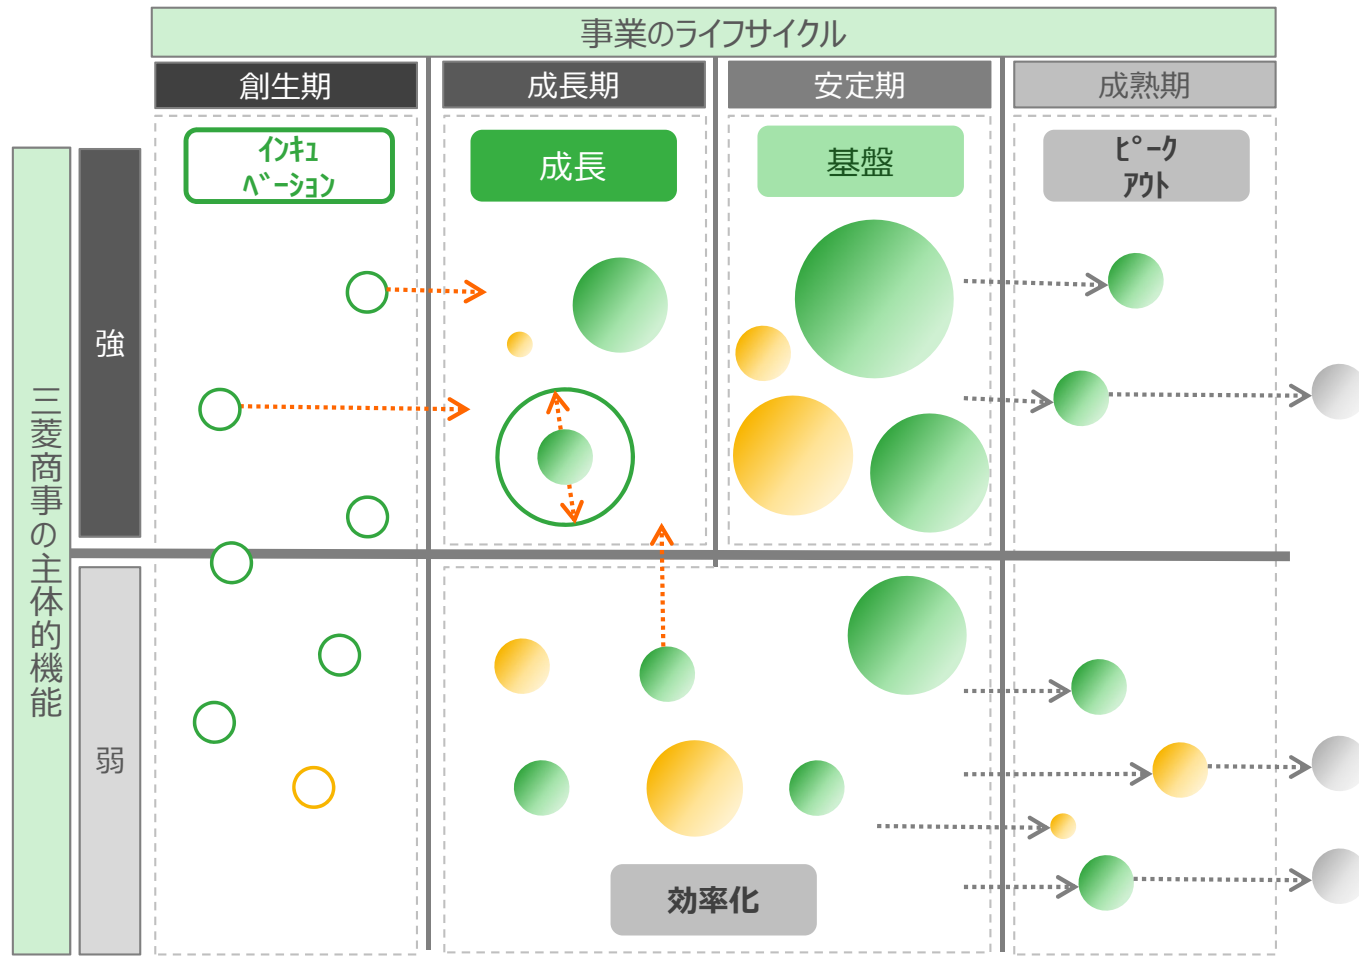 事業のライフサイクル
創生期
成長期
安定期
成熟期
インキュ
ベーション
成長
基盤
ピーク
アウト
三菱商事の主体的機能
強
弱
効率化